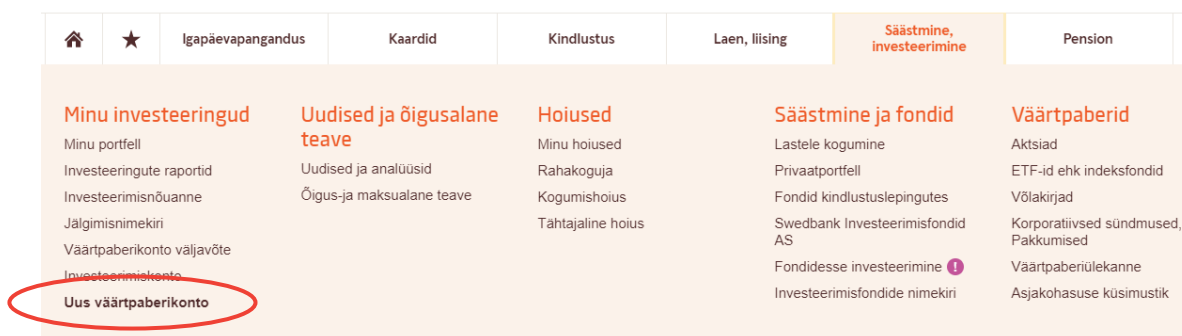 Igapäevapangandus
Kaardid
Kindlustus
Laen, liising
Säästmine,
investeerimine
Pension
Minu investeeringud
Minu portfell
Investeeringute raportid
Investeerimisnõuanne
Jälgimisnimekiri
Väärtpaberikonto väljavõte
Investeerimiskonto
Uus väärtpaberikonto
Uudised ja õigusalane
teave
Uudised ja analüüsid
Õigus-ja maksualane teave
Hoiused
Minu hoiused
Rahakoguja
Kogumishoius
Tähtajaline hoius
Säästmine ja fondid
Lastele kogumine
Privaatportfell
Fondid kindlustuslepingutes
Swedbank Investeerimisfondid
AS
Fondidesse investeerimine !
Investeerimisfondide nimekiri
Väärtpaberid
Aktsiad
ETF-id ehk indeksfondid
Võlakirjad
Korporatiivsed sündmused,
Pakkumised
Väärtpaberiülekanne
Asjakohasuse küsimustik